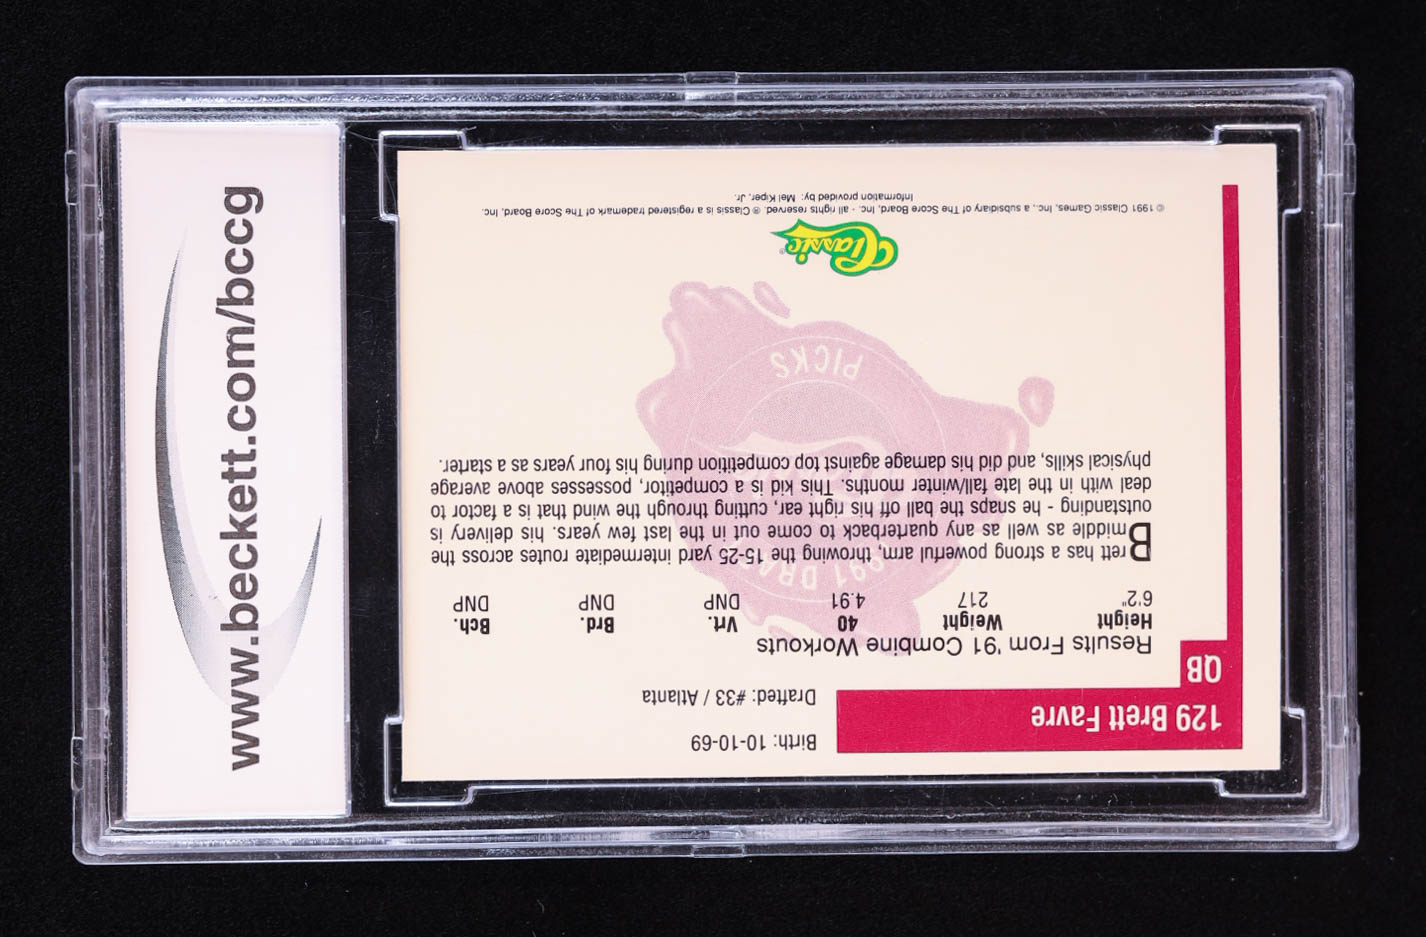 www.beckett.com/bccg
129 Brett Favre
QB
Birth: 10-10-69
Drafted: #33 / Atlanta
Results From '91 Combine Workouts
Height Weight 40 Vrt. Brd. Bch.
6'2" 217 4.91 DNP DNP DNP
Brett has a strong powerful arm, throwing the 15-25 yard intermediate routes across the
middle as well as any quarterback to come out in the last few years. his delivery is
outstanding - he snaps the ball off his right ear, cutting through the wind that is a factor to
deal with in the late fall/winter months. This kid is a competitor, possesses above average
physical skills, and did his damage against top competition during his four years as a starter.
1991 DRAFT
PICKS
Classic
© 1991 Classic Games, Inc., a subsidiary of The Score Board, Inc. - all rights reserved. ® Classis is a registered trademark of The Score Board, Inc.
Information provided by: Mel Kiper, Jr.